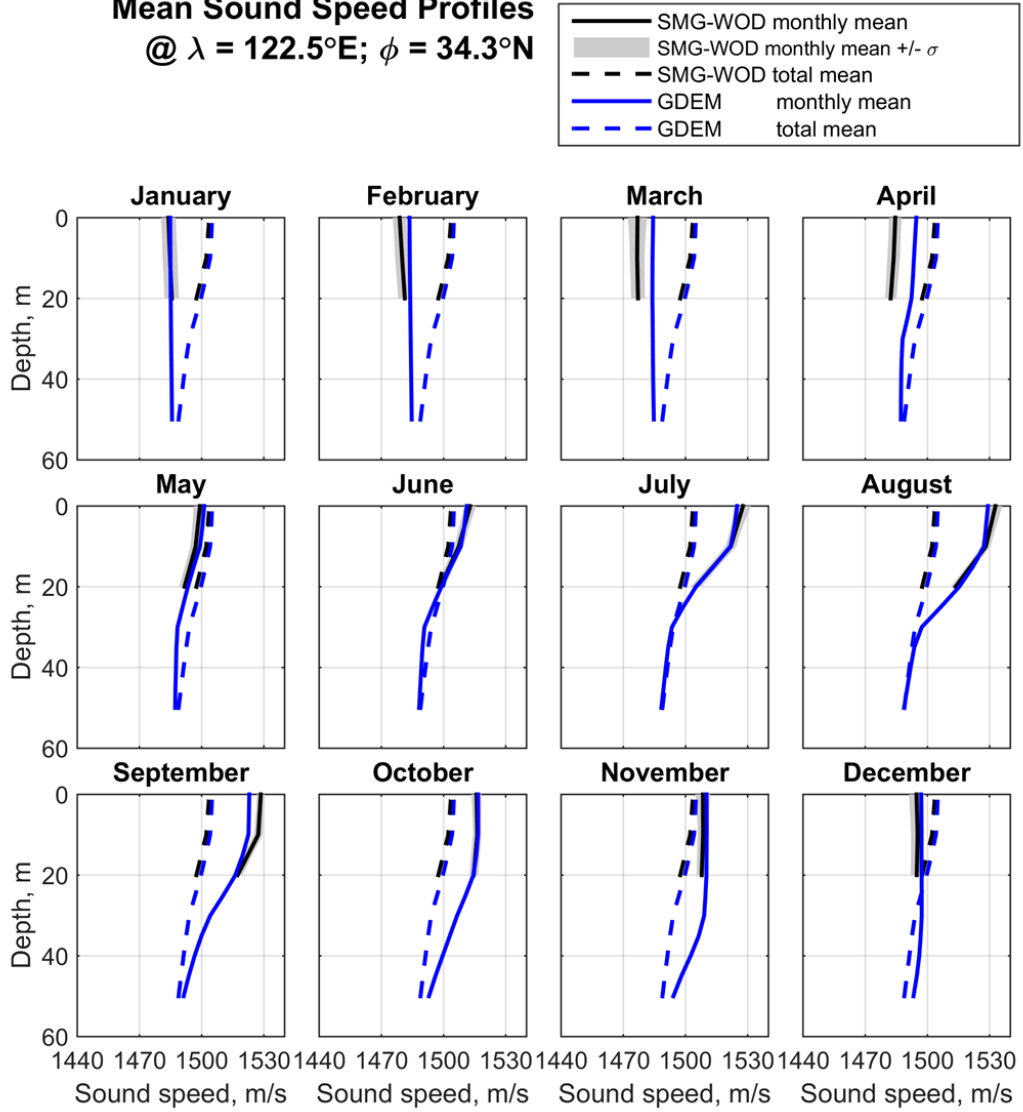 Mean Sound Speed Profiles
@ λ = 122.5°E; ϕ = 34.3°N
SMG-WOD monthly mean
SMG-WOD monthly mean +/- σ
SMG-WOD total mean
GDEM monthly mean
GDEM total mean
January February March April
0
20
40
60
Depth, m
May June July August
0
20
40
60
Depth, m
September October November December
0
20
40
60
Depth, m
1440 1470 1500 1530 1440 1470 1500 1530 1440 1470 1500 1530 1440 1470 1500 1530
Sound speed, m/s Sound speed, m/s Sound speed, m/s Sound speed, m/s